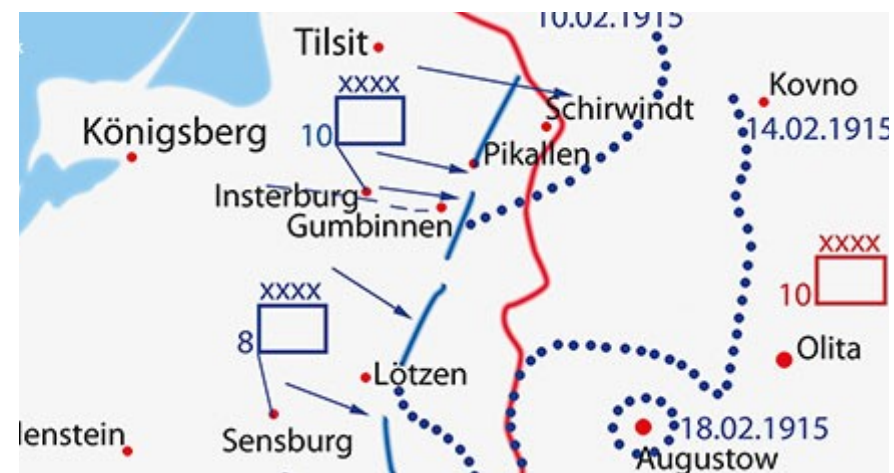 10.02.1915
Tilsit
XXXX
10
Kovno
Schirwindt
14.02.1915
Königsberg
Pikallen
Insterburg
Gumbinnen
XXXX
10
XXXX
8
Olita
Lötzen
lenstein
Sensburg
18.02.1915
Augustow